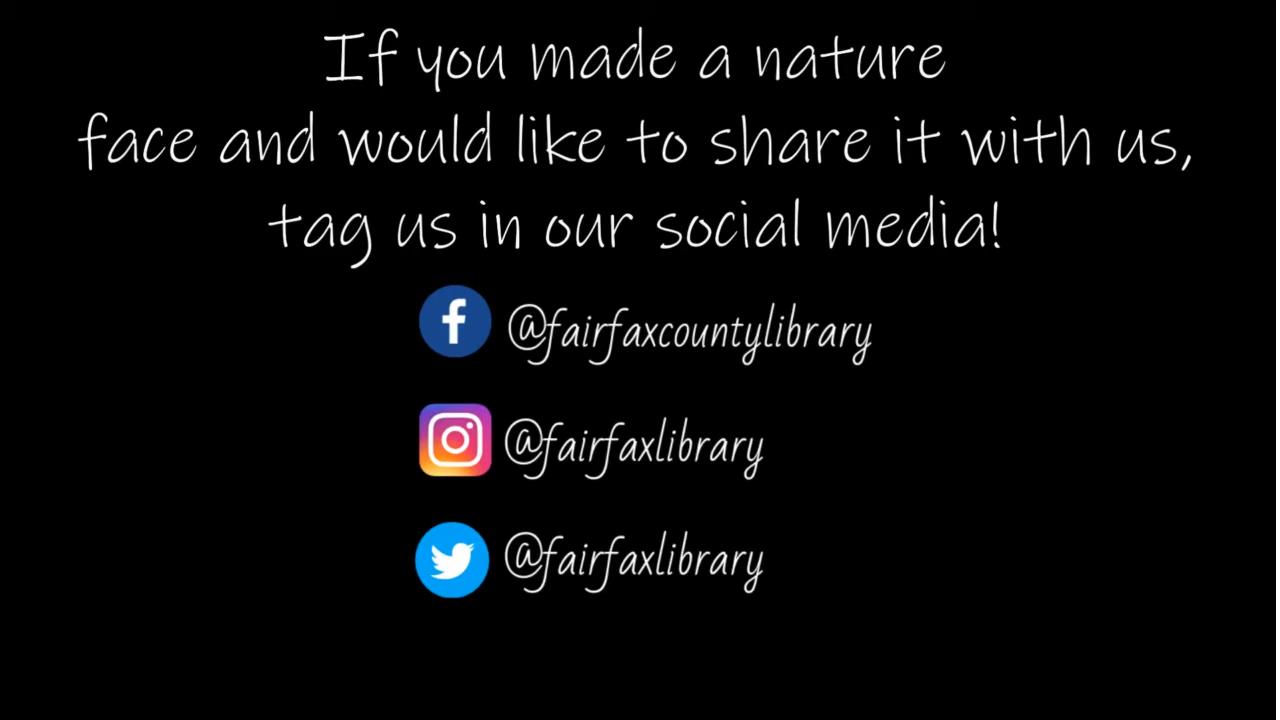 If you made a nature
face and would like to share it with us,
tag us in our social media!
@fairfaxcountylibrary
@fairfaxlibrary
@fairfaxlibrary